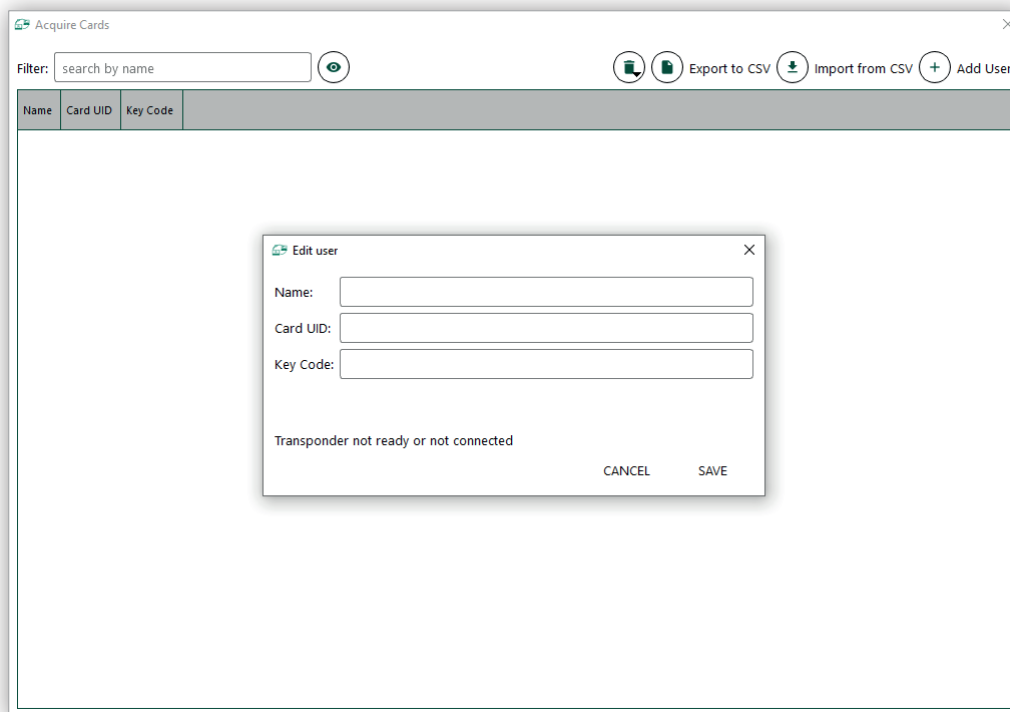 Acquire Cards
Filter: search by name Export to CSV Import from CSV Add User
Name Card UID Key Code
Edit user
Name:
Card UID:
Key Code:
Transponder not ready or not connected
CANCEL SAVE